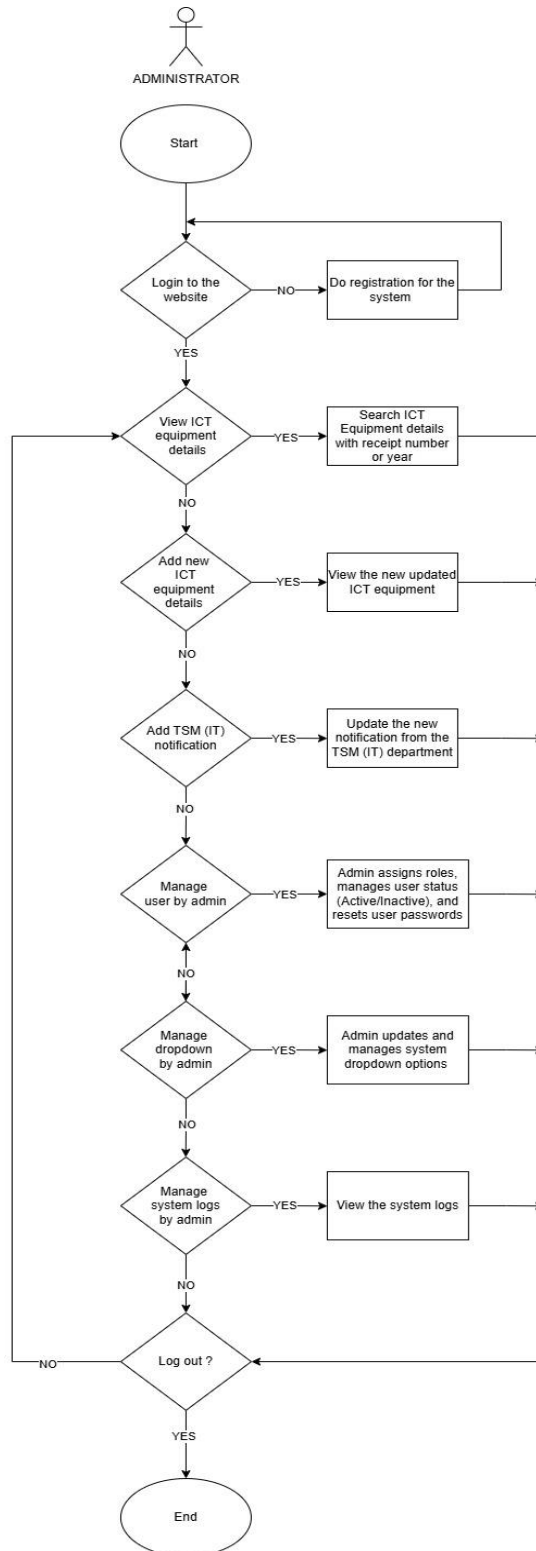 ADMINISTRATOR
Start
Login to the
website
NO
Do registration for the
system
YES
View ICT
equipment
details
YES
Search ICT
Equipment details
with receipt number
or year
NO
Add new
ICT
equipment
details
YES
View the new updated
ICT equipment
NO
Add TSM (IT)
notification
YES
Update the new
notification from the
TSM (IT) department
NO
Manage
user by admin
YES
Admin assigns roles,
manages user status
(Active/Inactive), and
resets user passwords
NO
Manage
dropdown
by admin
YES
Admin updates and
manages system
dropdown options
NO
Manage
system logs
by admin
YES
View the system logs
NO
Log out ?
NO
YES
End